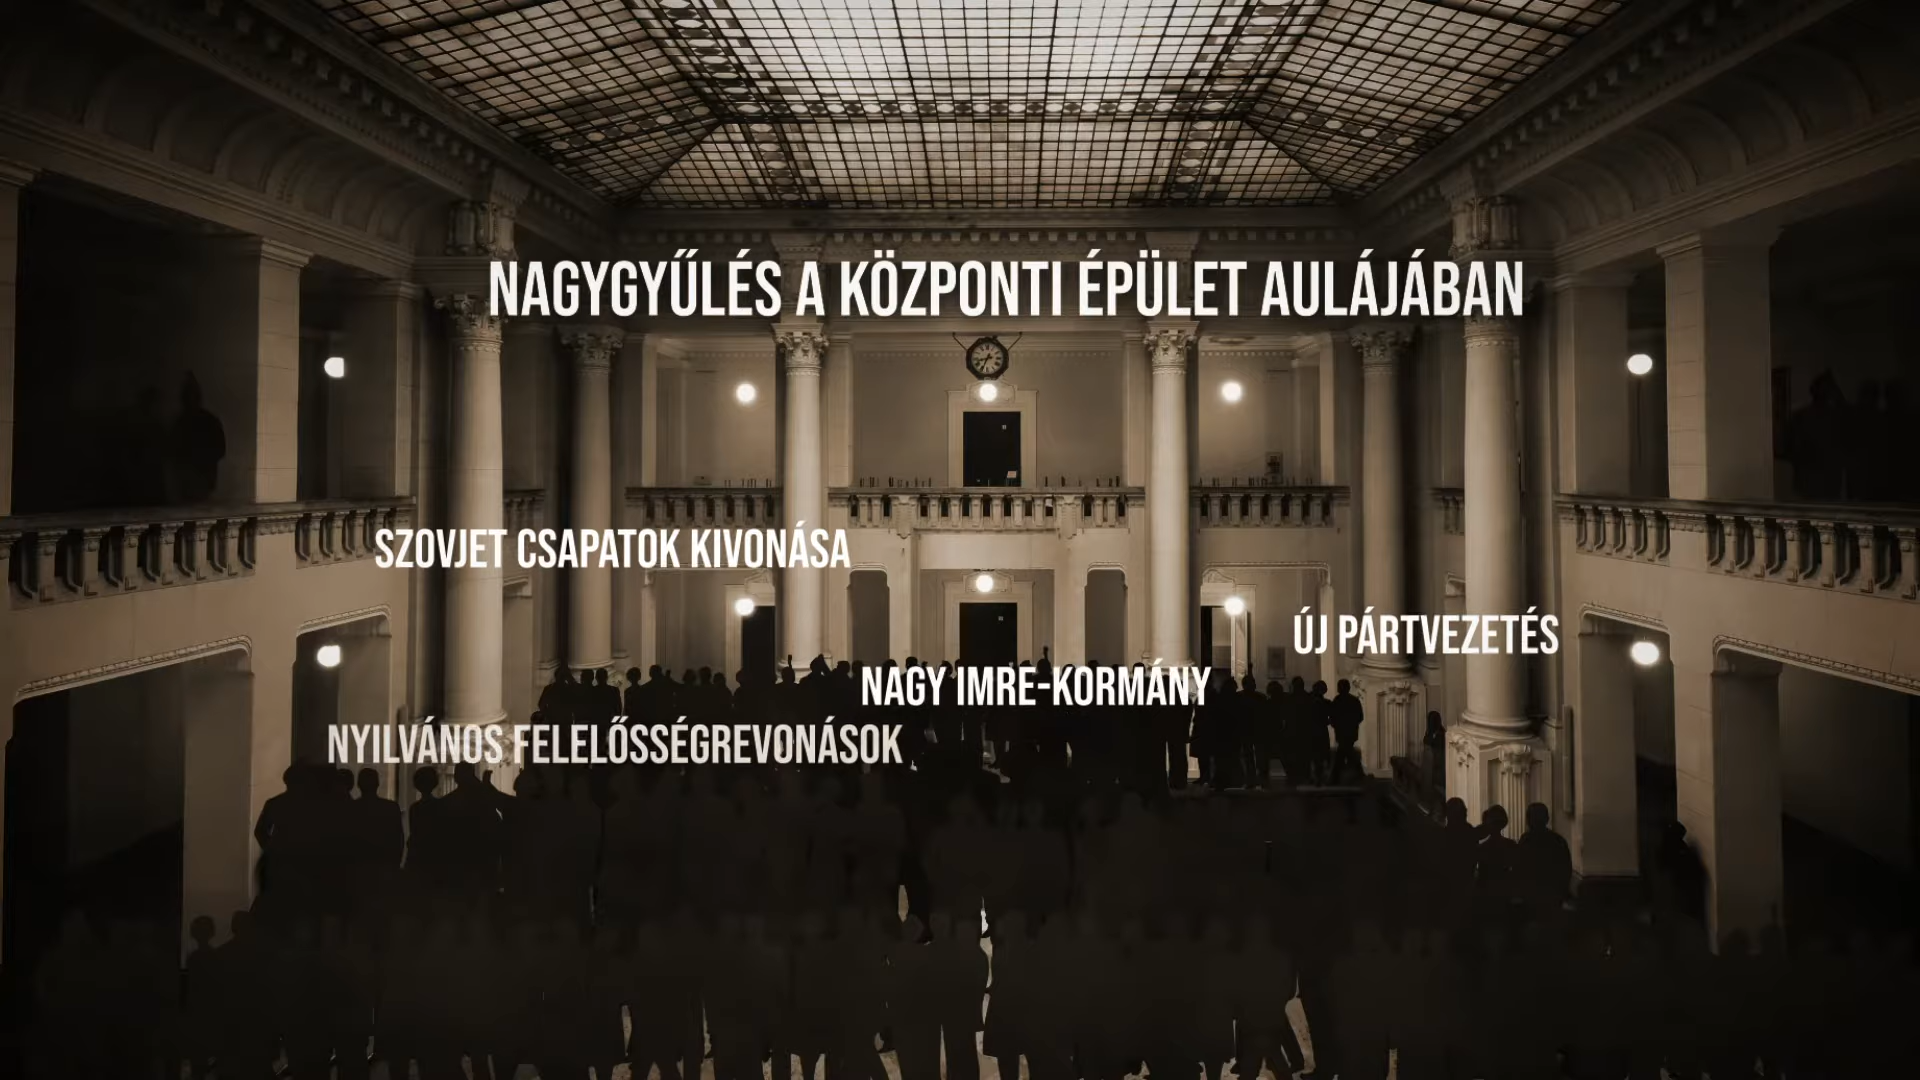 NAGYGYŰLÉS A KÖZPONTI ÉPÜLET AULÁJÁBAN
SZOVJET CSAPATOK KIVONÁSA
ÚJ PÁRTVEZETÉS
NAGY IMRE-KORMÁNY
NYILVÁNOS FELELŐSSÉGREVONÁSOK